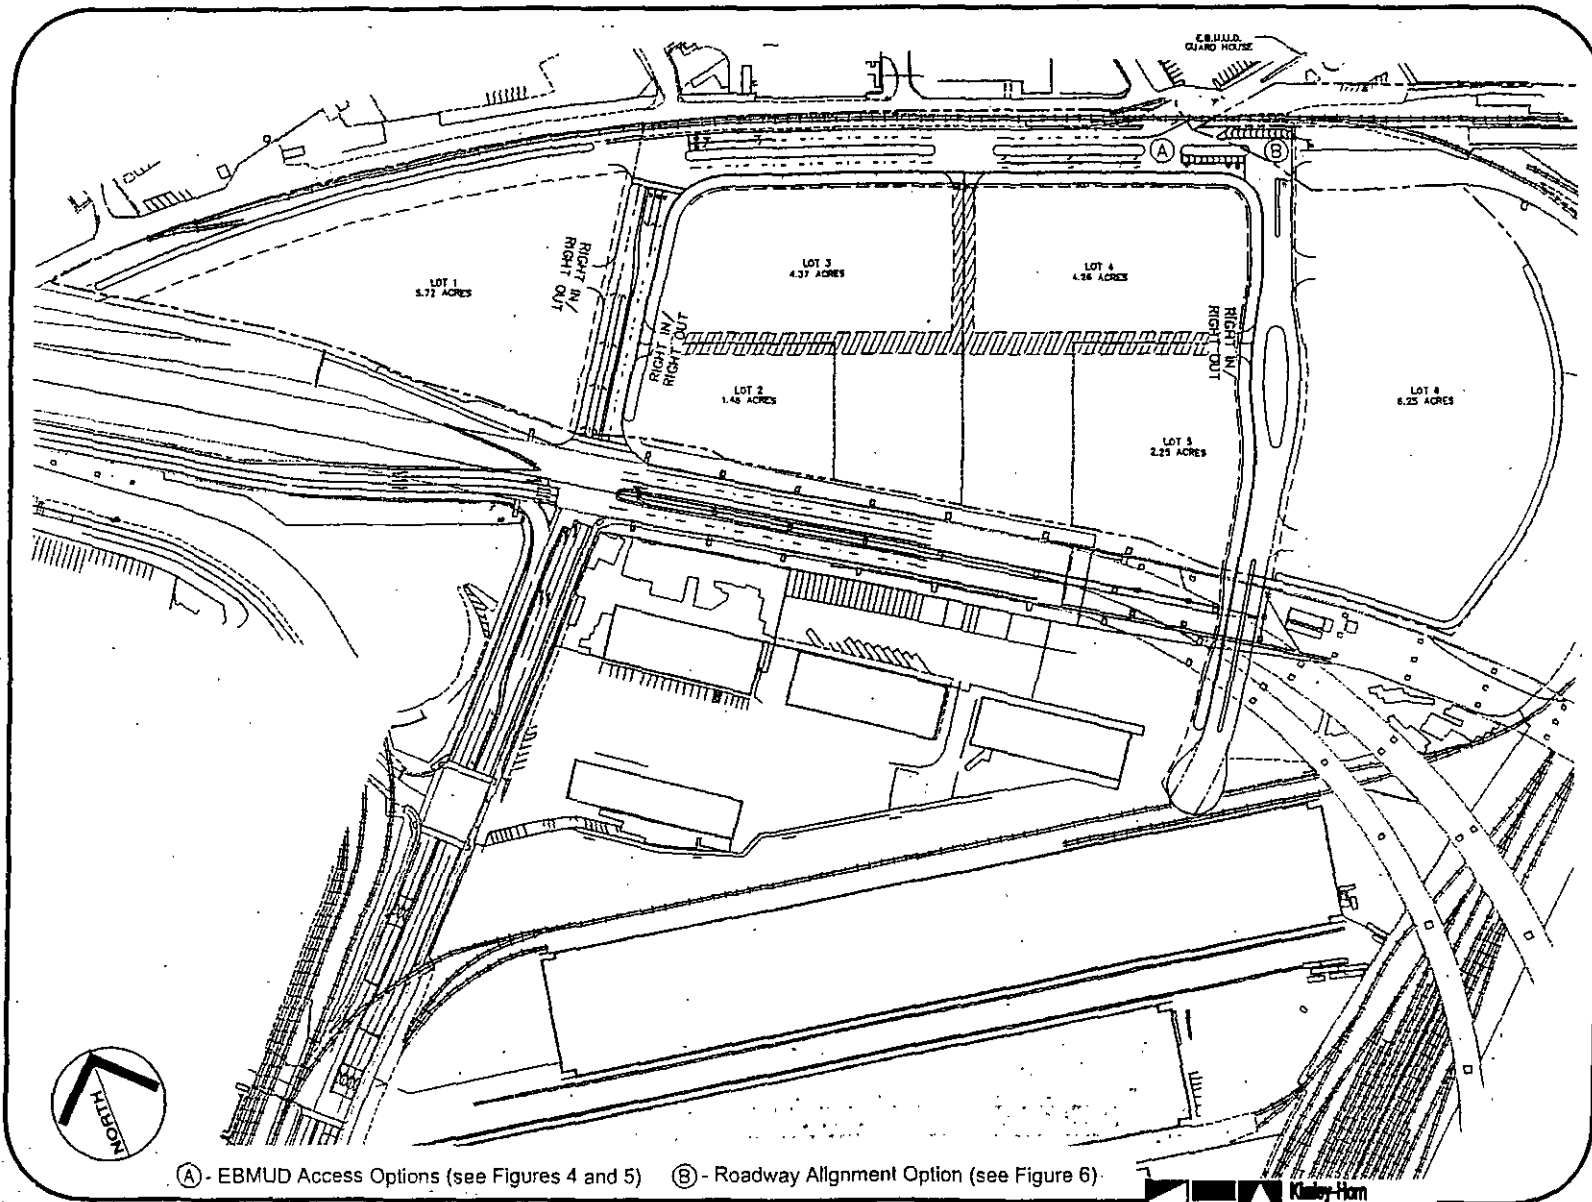 E.B.M.U.D.
GUARD HOUSE
A
B
LOT 1
5.72 ACRES
RIGHT IN/
RIGHT OUT
RIGHT IN/
RIGHT OUT
LOT 3
4.37 ACRES
LOT 4
4.26 ACRES
RIGHT IN/
RIGHT OUT
LOT 2
1.46 ACRES
LOT 5
2.25 ACRES
6.25 ACRES
NORTH
A - EBMUD Access Options (see Figures 4 and 5) B - Roadway Alignment Option (see Figure 6)
Kimley-Horn